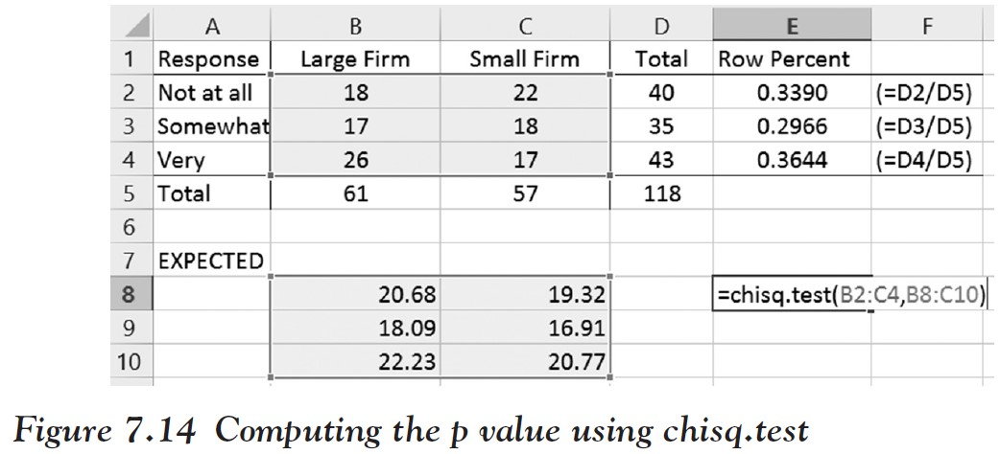 A B C D E F
1 Response Large Firm Small Firm Total Row Percent
2 Not at all 18 22 40 0.3390 (=D2/D5)
3 Somewhat 17 18 35 0.2966 (=D3/D5)
4 Very 26 17 43 0.3644 (=D4/D5)
5 Total 61 57 118
6
7 EXPECTED
8 20.68 19.32 =chisq.test(B2:C4,B8:C10)
9 18.09 16.91
10 22.23 20.77
Figure 7.14 Computing the p value using chisq.test